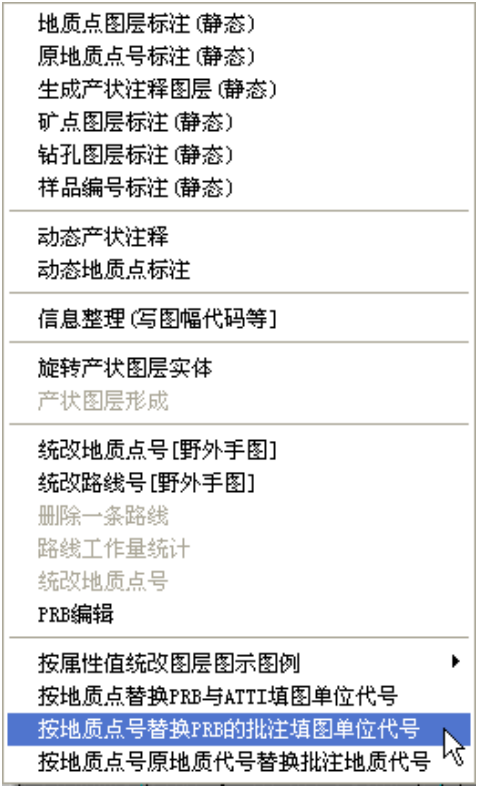 地质点图层标注(静态)
原地质点号标注(静态)
生成产状注释图层(静态)
矿点图层标注(静态)
钻孔图层标注(静态)
样品编号标注(静态)
动态产状注释
动态地质点标注
信息整理(写图幅代码等]
旋转产状图层实体
产状图层形成
统改地质点号[野外手图]
统改路线号[野外手图]
删除一条路线
路线工作量统计
统改地质点号
PRB编辑
按属性值统改图层图示图例
按地质点替换PRB与ATTI填图单位代号
按地质点号替换PRB的批注填图单位代号
按地质点号原地质代号替换批注地质代号